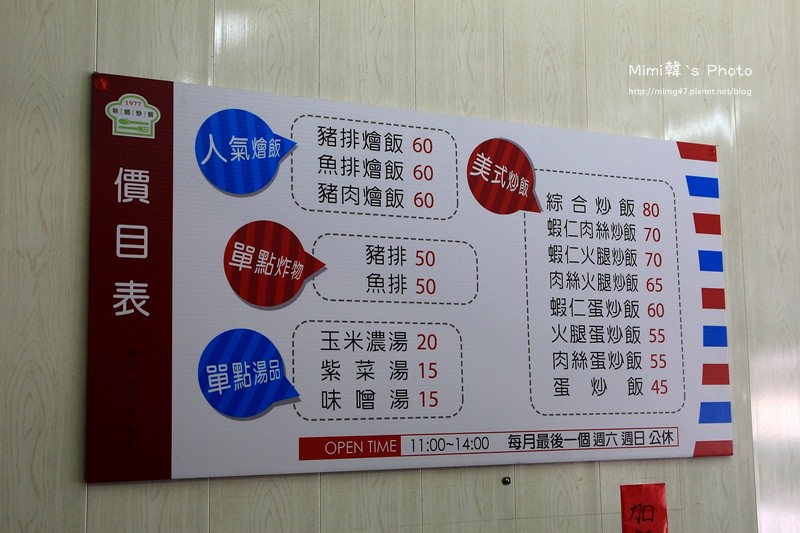 Mimi韓`s Photo
http://mimg47.pixnet.net/blog
1977
價目表
人氣燴飯
豬排燴飯 60
魚排燴飯 60
豬肉燴飯 60
單點炸物
豬排 50
魚排 50
單點湯品
玉米濃湯 20
紫菜湯 15
味噌湯 15
美式炒飯
綜合炒飯 80
蝦仁肉絲炒飯 70
蝦仁火腿炒飯 70
肉絲火腿炒飯 65
蝦仁蛋炒飯 60
火腿蛋炒飯 55
肉絲蛋炒飯 55
蛋炒飯 45
OPEN TIME 11:00~14:00 每月最後一個 週六 週日 公休
加